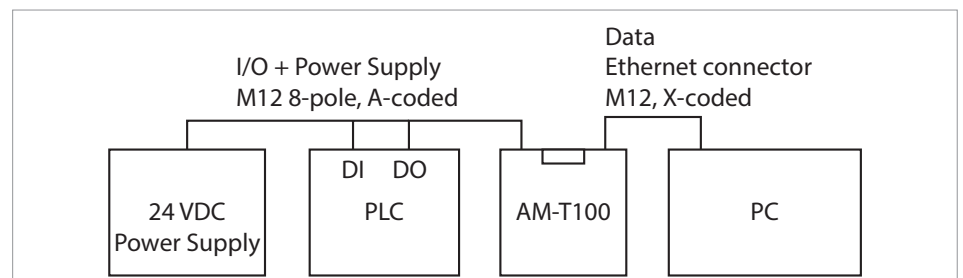 I/O + Power Supply
M12 8-pole, A-coded
Data
Ethernet connector
M12, X-coded
24 VDC
Power Supply
DI DO
PLC
AM-T100
PC